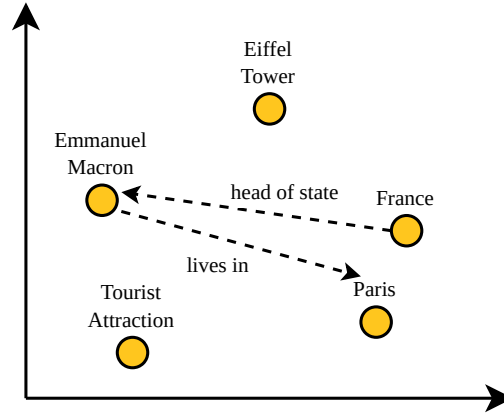 Eiffel
Tower
Emmanuel
Macron
head of state
France
lives in
Paris
Tourist
Attraction